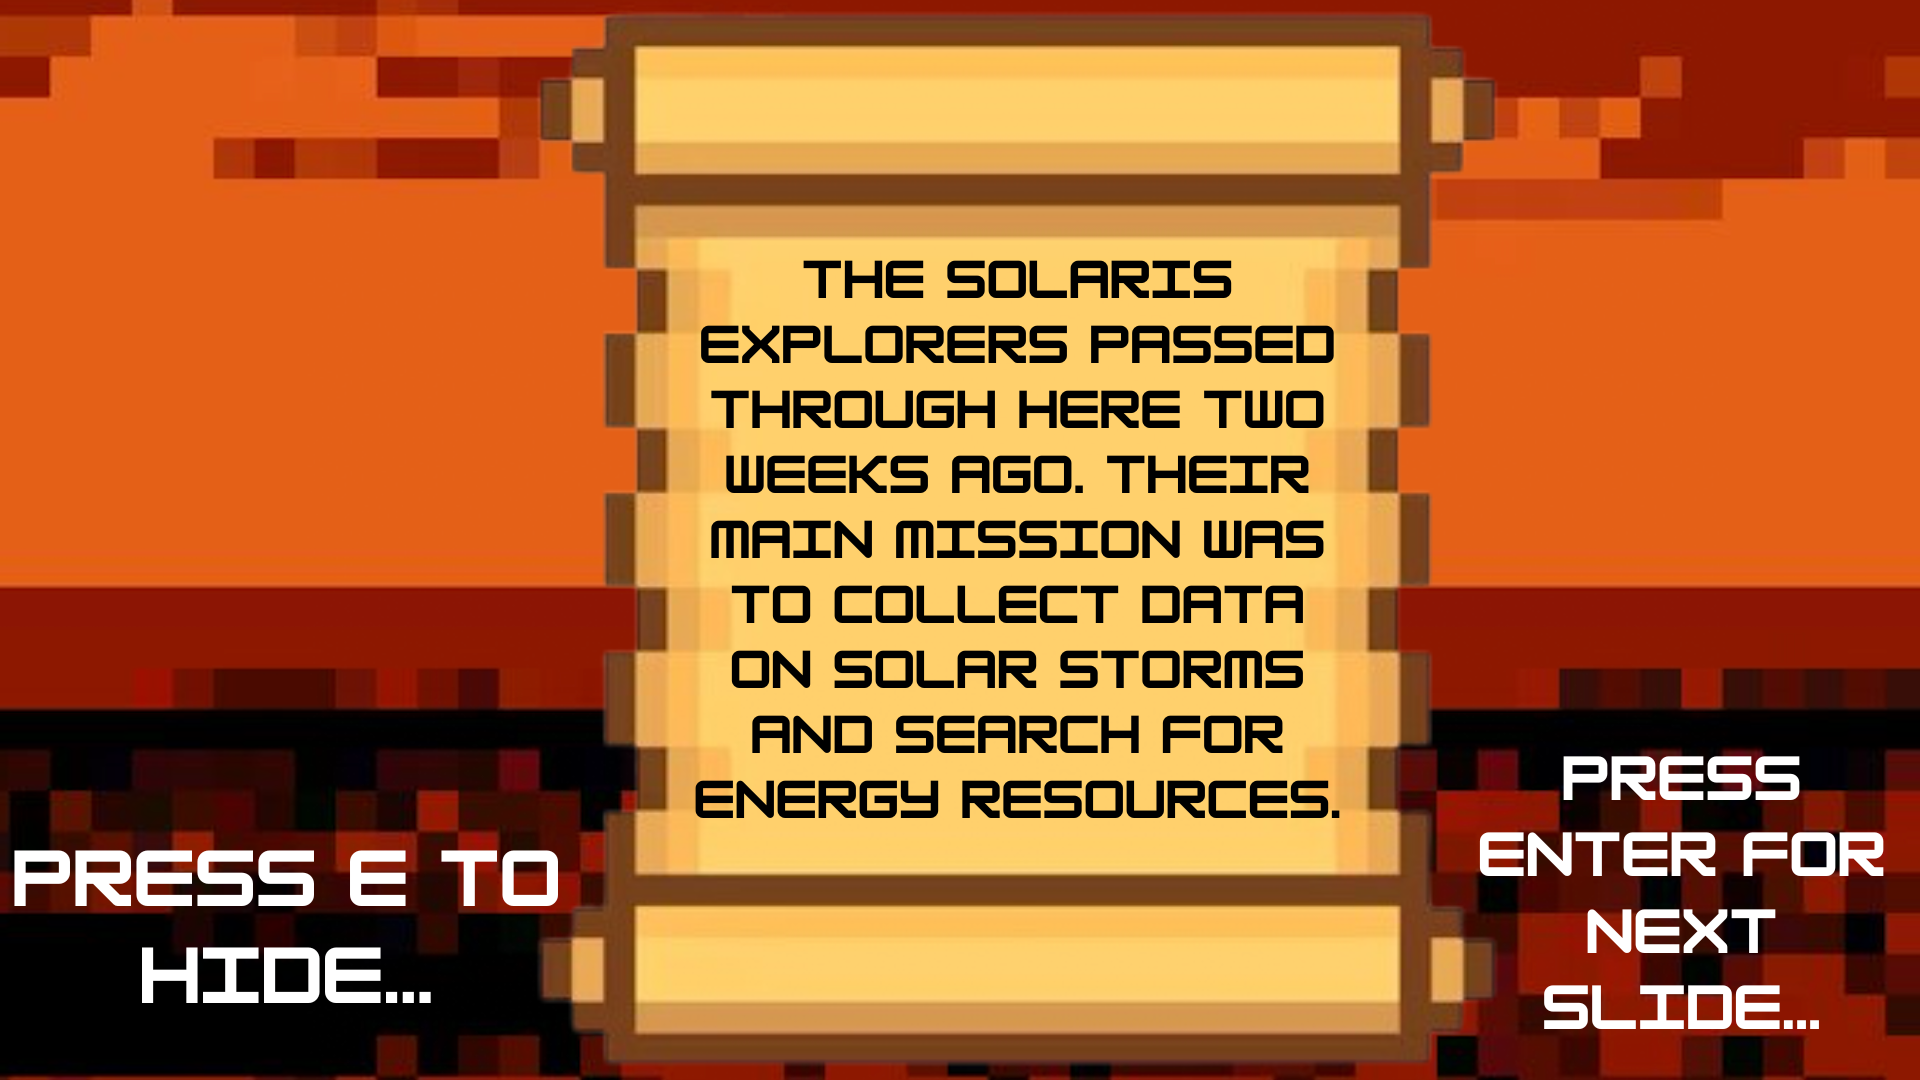 THE SOLARIS
EXPLORERS PASSED
THROUGH HERE TWO
WEEKS AGO. THEIR
MAIN MISSION WAS
TO COLLECT DATA
ON SOLAR STORMS
AND SEARCH FOR
ENERGY RESOURCES.
PRESS E TO
HIDE...
PRESS
ENTER FOR
NEXT
SLIDE...